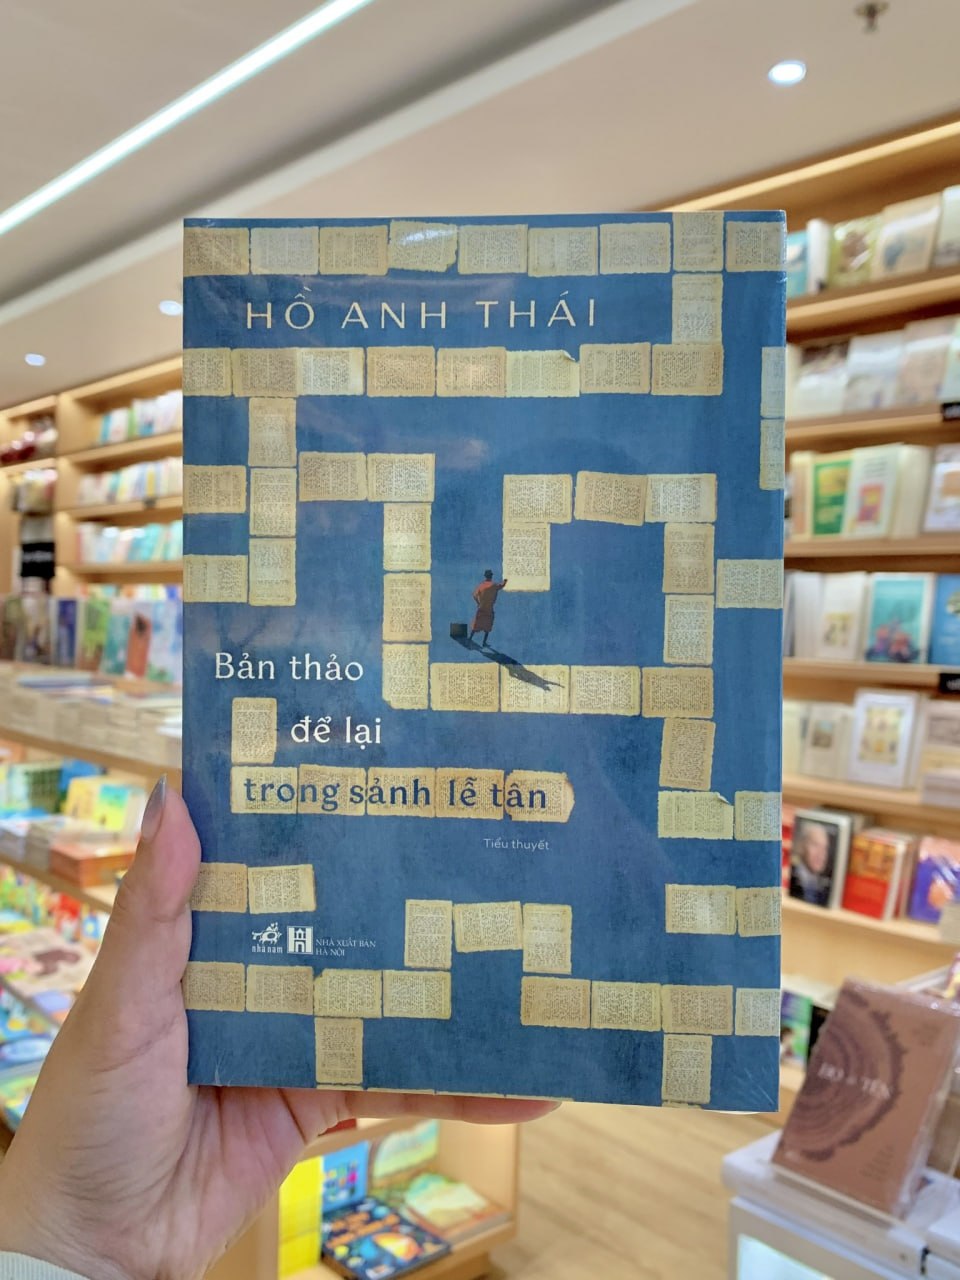 HỒ ANH THÁI
Bản thảo
để lại
trong sảnh lễ tân
Tiểu thuyết
nhã nam
NHÀ XUẤT BẢN
HÀ NỘI